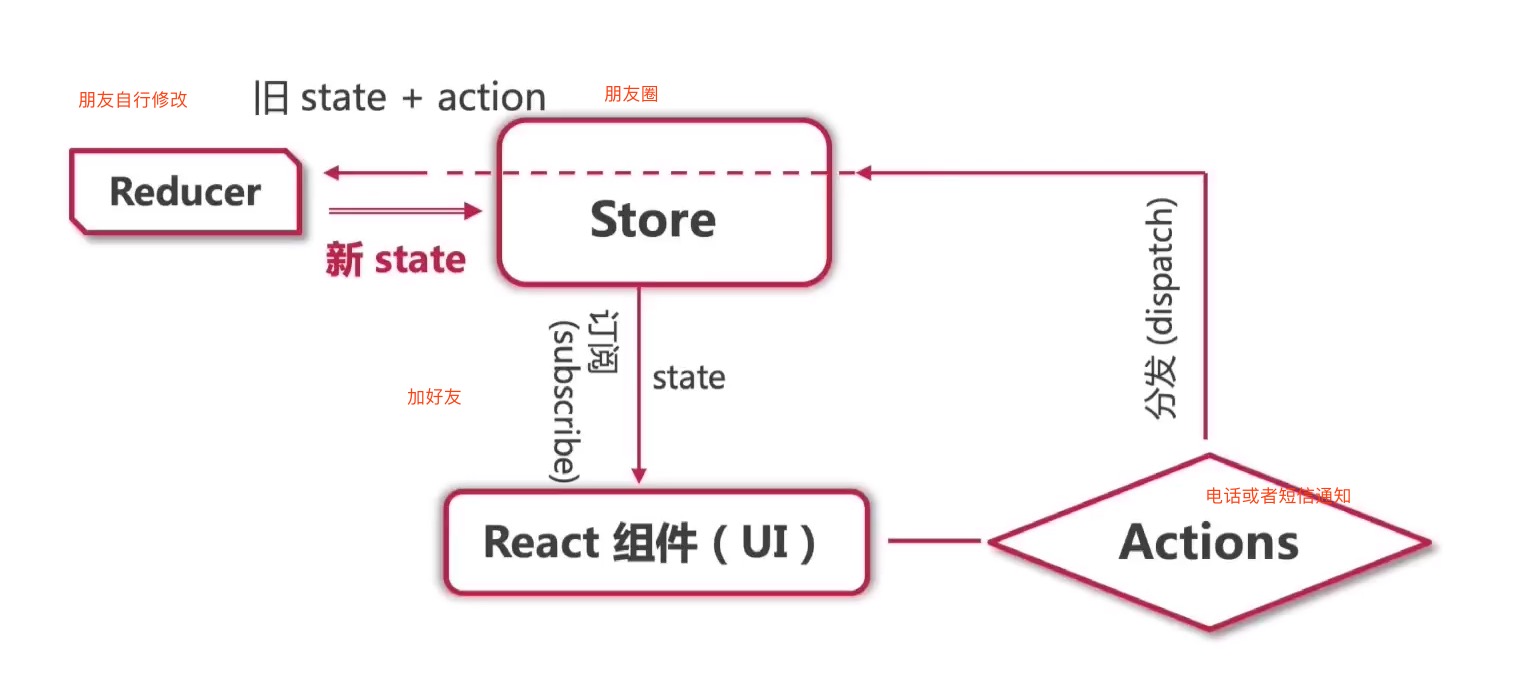 朋友自行修改
旧 state + action
朋友圈
Reducer
Store
新 state
分发 (dispatch)
订阅
(subscribe)
state
加好友
电话或者短信通知
React 组件（UI）
Actions